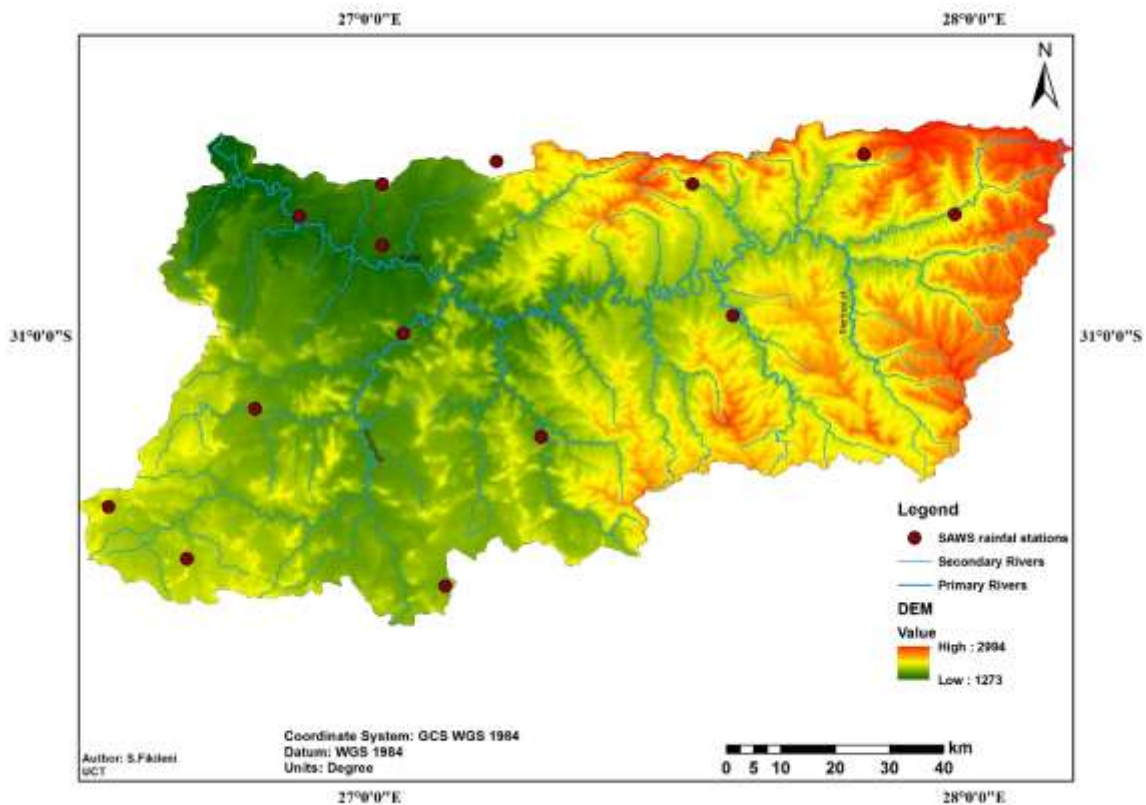 27°0'0"E 28°0'0"E
N
31°0'0"S 31°0'0"S
Legend
SAWS rainfal stations
Secondary Rivers
Primary Rivers
DEM
Value
High : 2994
Low : 1273
Coordinate System: GCS WGS 1984
Datum: WGS 1984
Units: Degree
Author: S.Fikileni
UCT
km
0 5 10 20 30 40
27°0'0"E 28°0'0"E